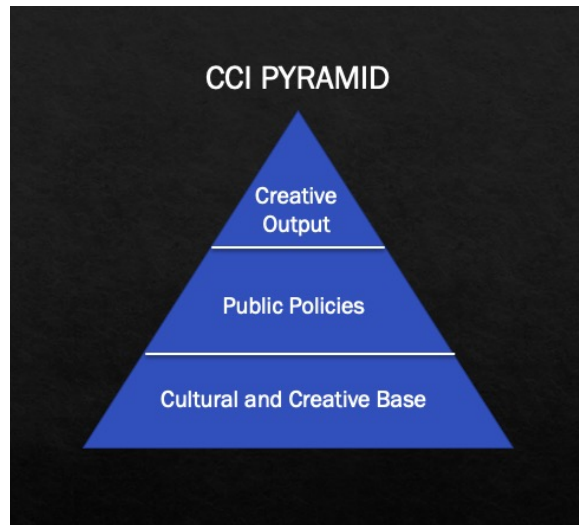 CCI PYRAMID
Creative
Output
Public Policies
Cultural and Creative Base